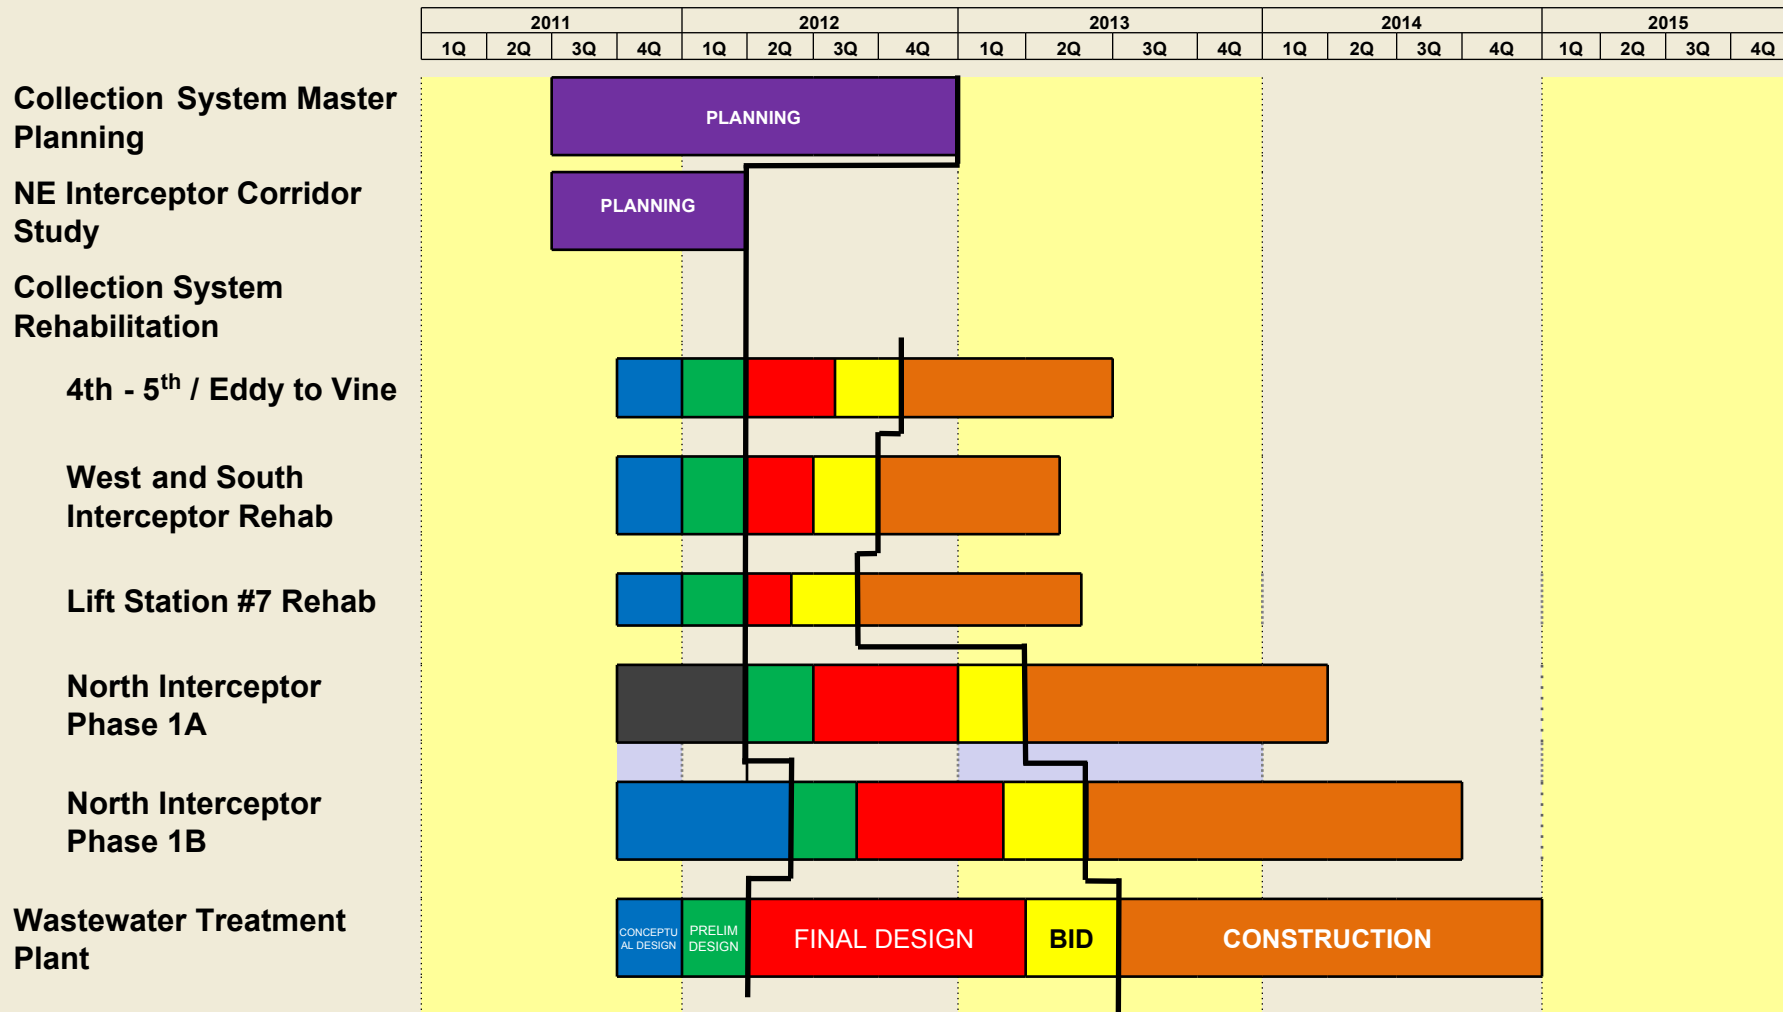 2011 2012 2013 2014 2015
1Q 2Q 3Q 4Q 1Q 2Q 3Q 4Q 1Q 2Q 3Q 4Q 1Q 2Q 3Q 4Q 1Q 2Q 3Q 4Q
Collection System Master
Planning
PLANNING
NE Interceptor Corridor
Study
PLANNING
Collection System
Rehabilitation
4th - 5th / Eddy to Vine
West and South
Interceptor Rehab
Lift Station #7 Rehab
North Interceptor
Phase 1A
North Interceptor
Phase 1B
Wastewater Treatment
Plant
CONCEPTU
AL DESIGN
PRELIM
DESIGN
FINAL DESIGN
BID
CONSTRUCTION